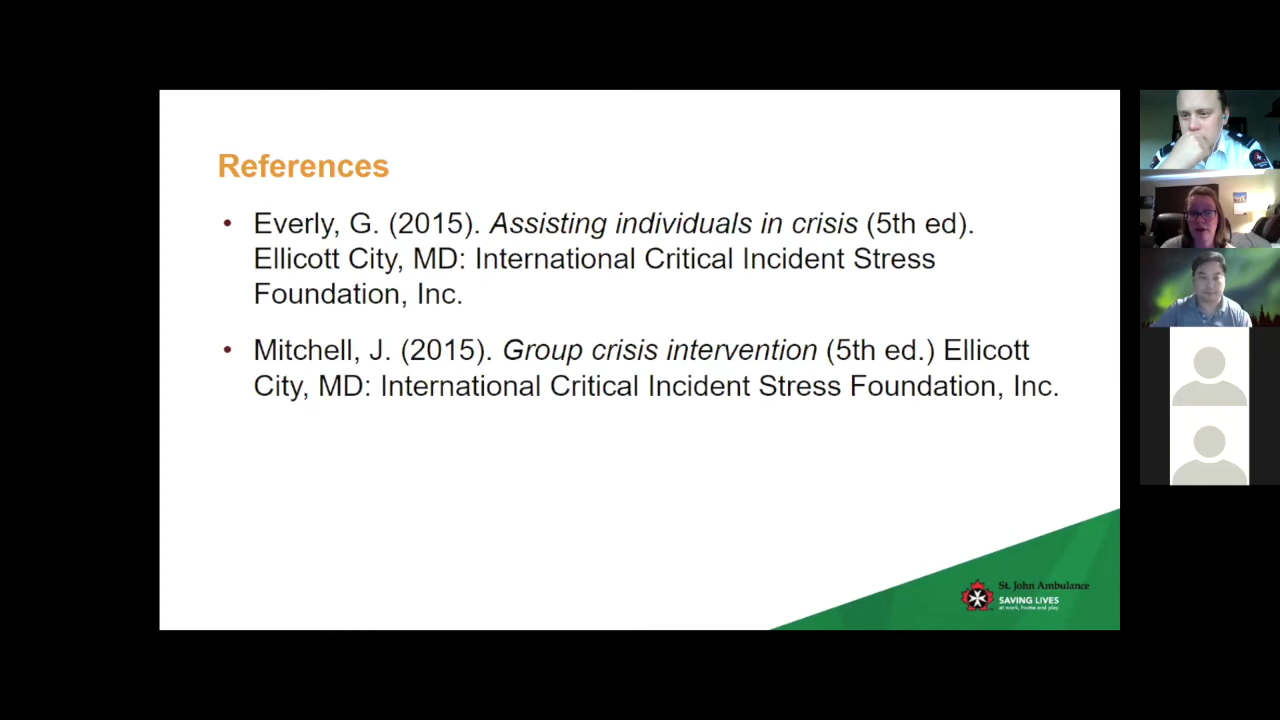 References
• Everly, G. (2015). Assisting individuals in crisis (5th ed).
Ellicott City, MD: International Critical Incident Stress
Foundation, Inc.
• Mitchell, J. (2015). Group crisis intervention (5th ed.) Ellicott
City, MD: International Critical Incident Stress Foundation, Inc.
St. John Ambulance
SAVING LIVES
at work, home and play